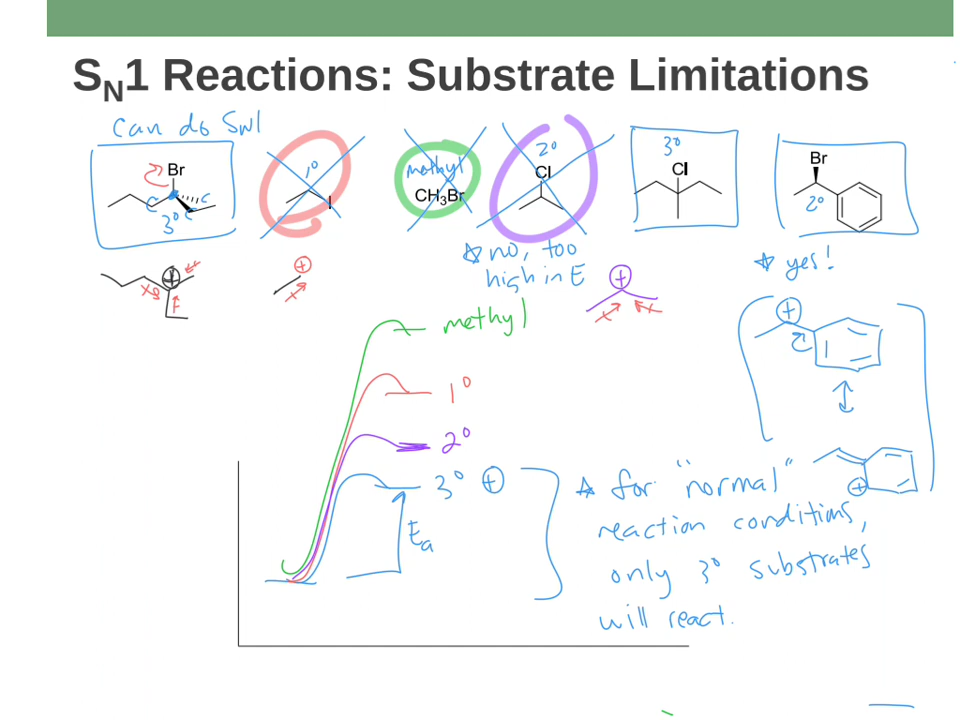 SN1 Reactions: Substrate Limitations
can do SN1
Br
C
C
C
3°
1°
I
methyl
CH3Br
2°
Cl
3°
Cl
Br
2°
☆ no, too
high in E
☆ yes!
methyl
1°
2°
3° ⊕
Ea
☆ for "normal"
reaction conditions,
only 3° substrates
will react.